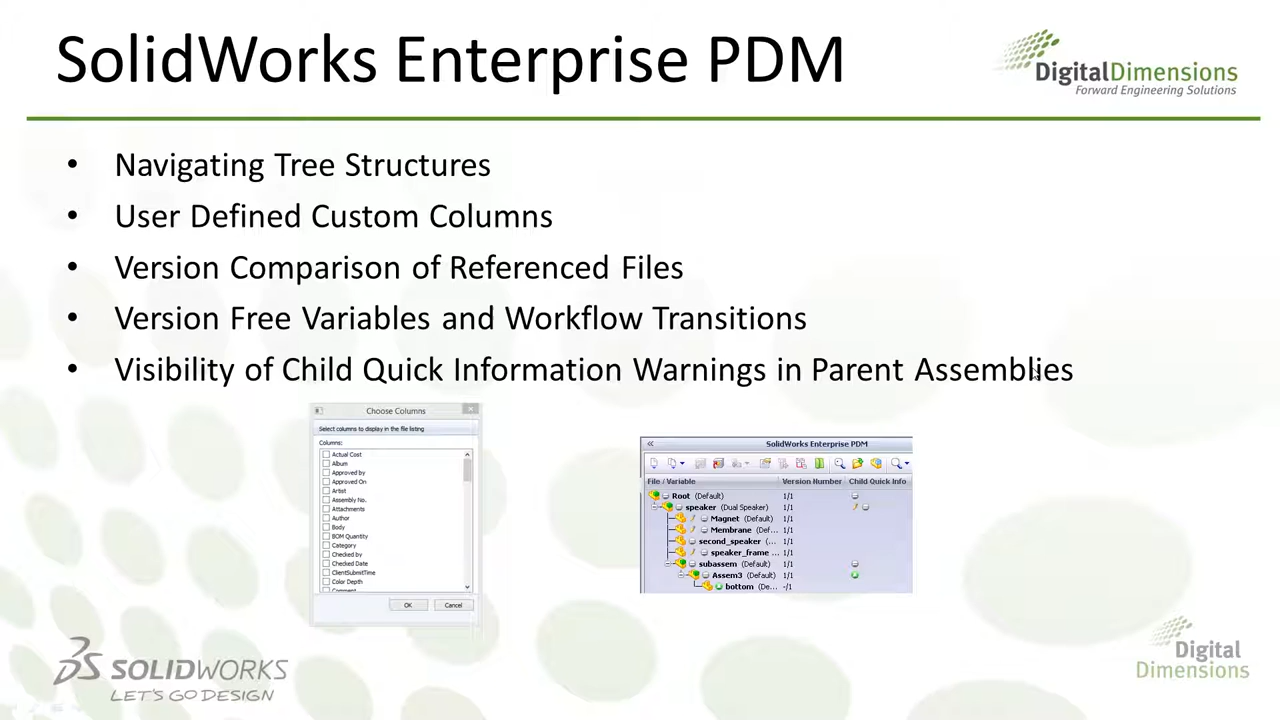 SolidWorks Enterprise PDM
DigitalDimensions
Forward Engineering Solutions
• Navigating Tree Structures
• User Defined Custom Columns
• Version Comparison of Referenced Files
• Version Free Variables and Workflow Transitions
• Visibility of Child Quick Information Warnings in Parent Assemblies
Choose Columns
Select columns to display in the file listing
Columns:
Actual Cost
Album
Approved by
Approved On
Artist
Assembly No.
Attachments
Author
Body
BOM Quantity
Category
Checked by
Checked Date
ClientSubmitTime
Color Depth
Comment
OK Cancel
SolidWorks Enterprise PDM
File / Variable Version Number Child Quick Info
Root (Default) 1/1
speaker (Dual Speaker) 1/1
Magnet (Default) 1/1
Membrane (Def... 1/1
second_speaker (... 1/1
speaker_frame ... 1/1
subassem (Default) 1/1
Assem3 (Default) 1/1
bottom (De... -/1
SOLIDWORKS
LET'S GO DESIGN
Digital
Dimensions